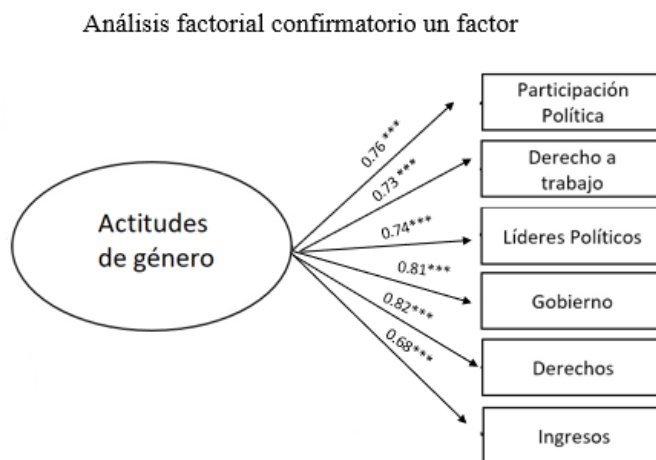 Análisis factorial confirmatorio un factor
Actitudes
de género
0.76 ***
0.73 ***
0.74***
0.81***
0.82***
0.68***
Participación
Política
Derecho a
trabajo
Líderes Políticos
Gobierno
Derechos
Ingresos